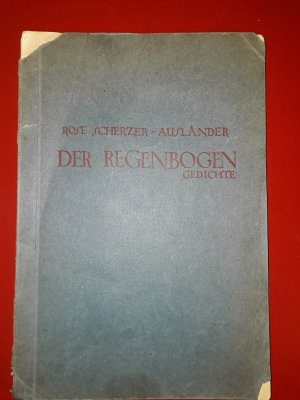 ROSE SCHERZER-AUSLÄNDER
DER REGENBOGEN
GEDICHTE